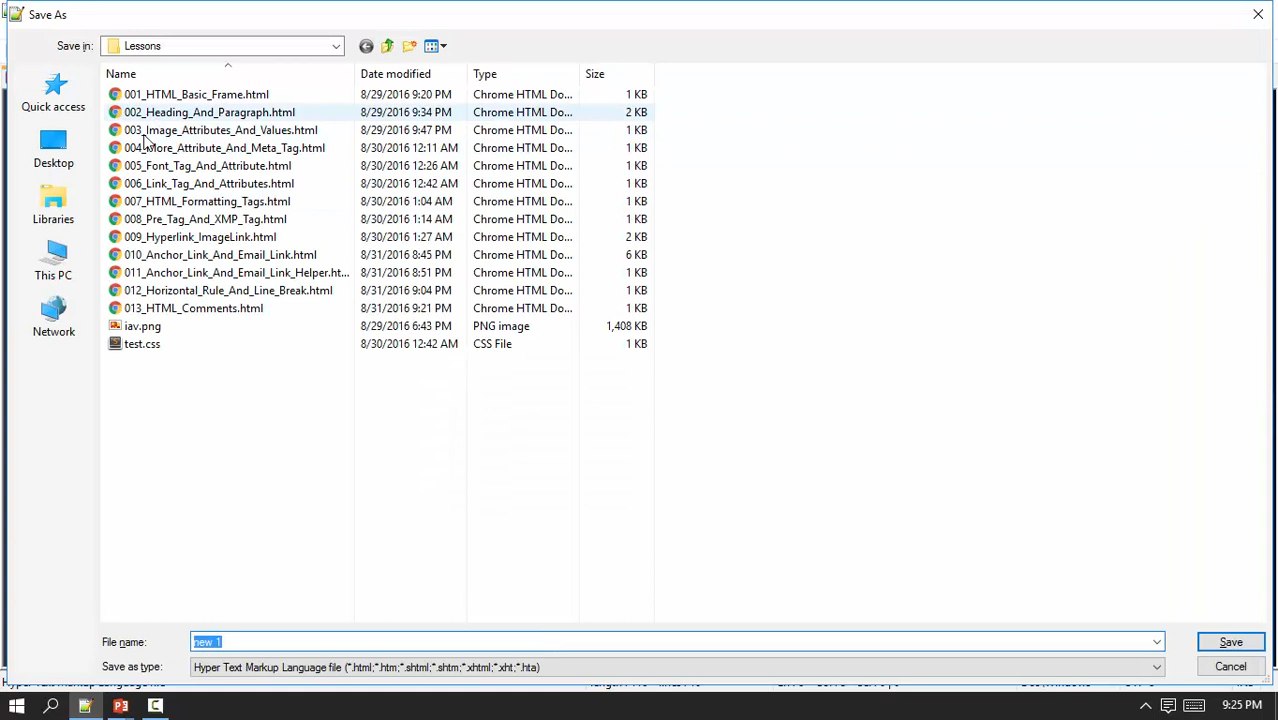 Save As
Save in: Lessons
Name Date modified Type Size
Quick access
Desktop
Libraries
This PC
Network
001_HTML_Basic_Frame.html 8/29/2016 9:20 PM Chrome HTML Do... 1 KB
002_Heading_And_Paragraph.html 8/29/2016 9:34 PM Chrome HTML Do... 2 KB
003_Image_Attributes_And_Values.html 8/29/2016 9:47 PM Chrome HTML Do... 1 KB
004_More_Attribute_And_Meta_Tag.html 8/30/2016 12:11 AM Chrome HTML Do... 1 KB
005_Font_Tag_And_Attribute.html 8/30/2016 12:26 AM Chrome HTML Do... 1 KB
006_Link_Tag_And_Attributes.html 8/30/2016 12:42 AM Chrome HTML Do... 1 KB
007_HTML_Formatting_Tags.html 8/30/2016 1:04 AM Chrome HTML Do... 1 KB
008_Pre_Tag_And_XMP_Tag.html 8/30/2016 1:14 AM Chrome HTML Do... 1 KB
009_Hyperlink_ImageLink.html 8/30/2016 1:27 AM Chrome HTML Do... 2 KB
010_Anchor_Link_And_Email_Link.html 8/31/2016 8:45 PM Chrome HTML Do... 6 KB
011_Anchor_Link_And_Email_Link_Helper.ht... 8/31/2016 8:51 PM Chrome HTML Do... 1 KB
012_Horizontal_Rule_And_Line_Break.html 8/31/2016 9:04 PM Chrome HTML Do... 1 KB
013_HTML_Comments.html 8/31/2016 9:21 PM Chrome HTML Do... 1 KB
iav.png 8/29/2016 6:43 PM PNG image 1,408 KB
test.css 8/30/2016 12:42 AM CSS File 1 KB
File name: new 1 Save
Save as type: Hyper Text Markup Language file (*.html;*.htm;*.shtml;*.shtm;*.xhtml;*.xht;*.hta) Cancel
9:25 PM